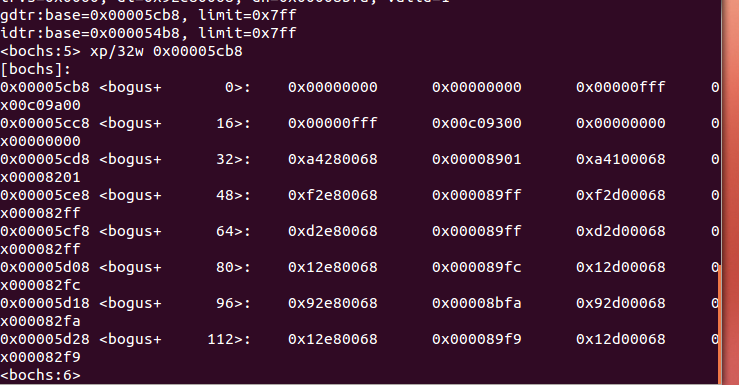 gdtr:base=0x00005cb8, limit=0x7ff
idtr:base=0x000054b8, limit=0x7ff
<bochs:5> xp/32w 0x00005cb8
[bochs]:
0x00005cb8 <bogus+       0>:    0x00000000      0x00000000      0x00000fff      0
x00c09a00
0x00005cc8 <bogus+      16>:    0x00000fff      0x00c09300      0x00000000      0
x00000000
0x00005cd8 <bogus+      32>:    0xa4280068      0x00008901      0xa4100068      0
x00008201
0x00005ce8 <bogus+      48>:    0xf2e80068      0x000089ff      0xf2d00068      0
x000082ff
0x00005cf8 <bogus+      64>:    0xd2e80068      0x000089ff      0xd2d00068      0
x000082ff
0x00005d08 <bogus+      80>:    0x12e80068      0x000089fc      0x12d00068      0
x000082fc
0x00005d18 <bogus+      96>:    0x92e80068      0x00008bfa      0x92d00068      0
x000082fa
0x00005d28 <bogus+     112>:    0x12e80068      0x000089f9      0x12d00068      0
x000082f9
<bochs:6>